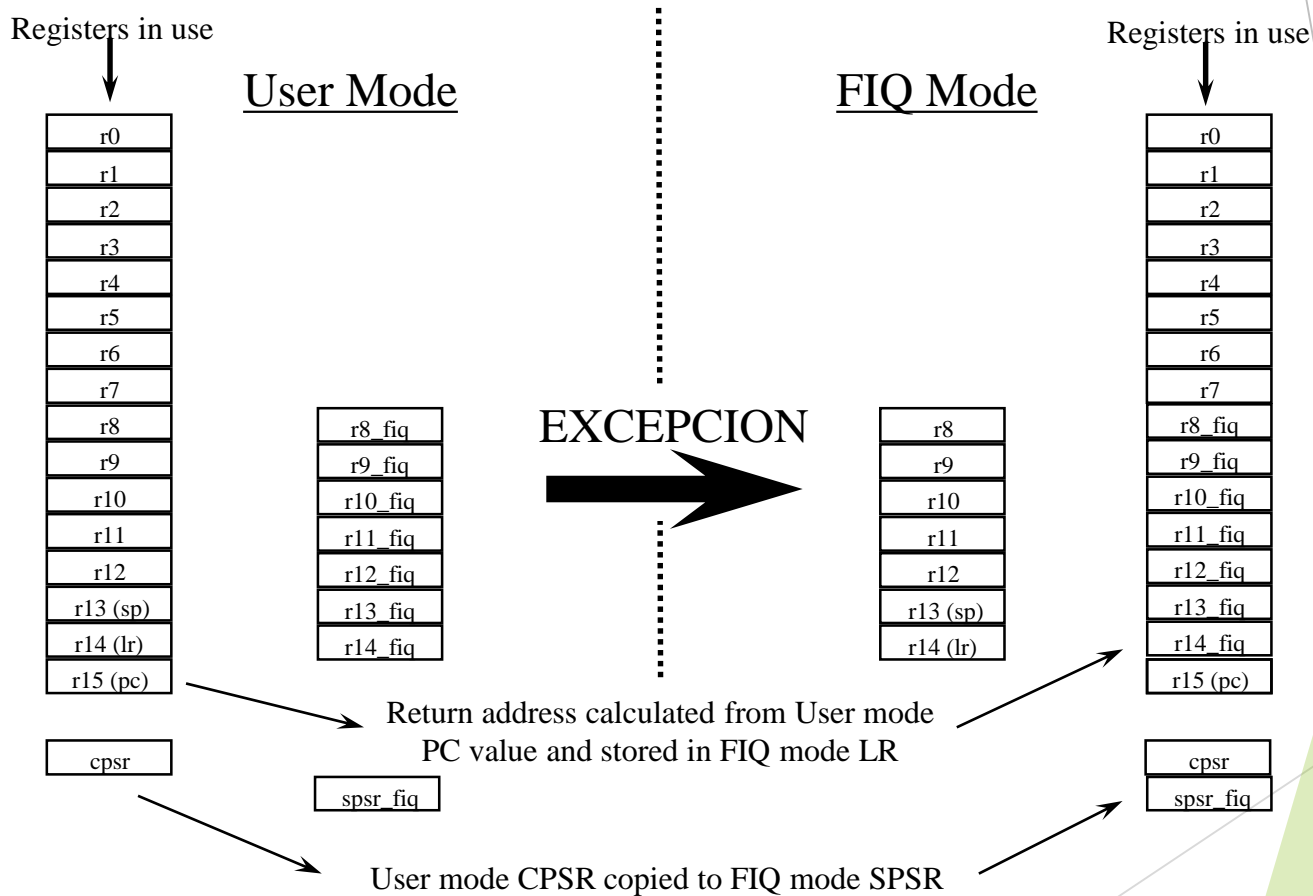 Registers in use
User Mode
r0
r1
r2
r3
r4
r5
r6
r7
r8
r9
r10
r11
r12
r13 (sp)
r14 (lr)
r15 (pc)
cpsr
r8_fiq
r9_fiq
r10_fiq
r11_fiq
r12_fiq
r13_fiq
r14_fiq
spsr_fiq
EXCEPCION
Return address calculated from User mode
PC value and stored in FIQ mode LR
User mode CPSR copied to FIQ mode SPSR
FIQ Mode
r8
r9
r10
r11
r12
r13 (sp)
r14 (lr)
Registers in use
r0
r1
r2
r3
r4
r5
r6
r7
r8_fiq
r9_fiq
r10_fiq
r11_fiq
r12_fiq
r13_fiq
r14_fiq
r15 (pc)
cpsr
spsr_fiq